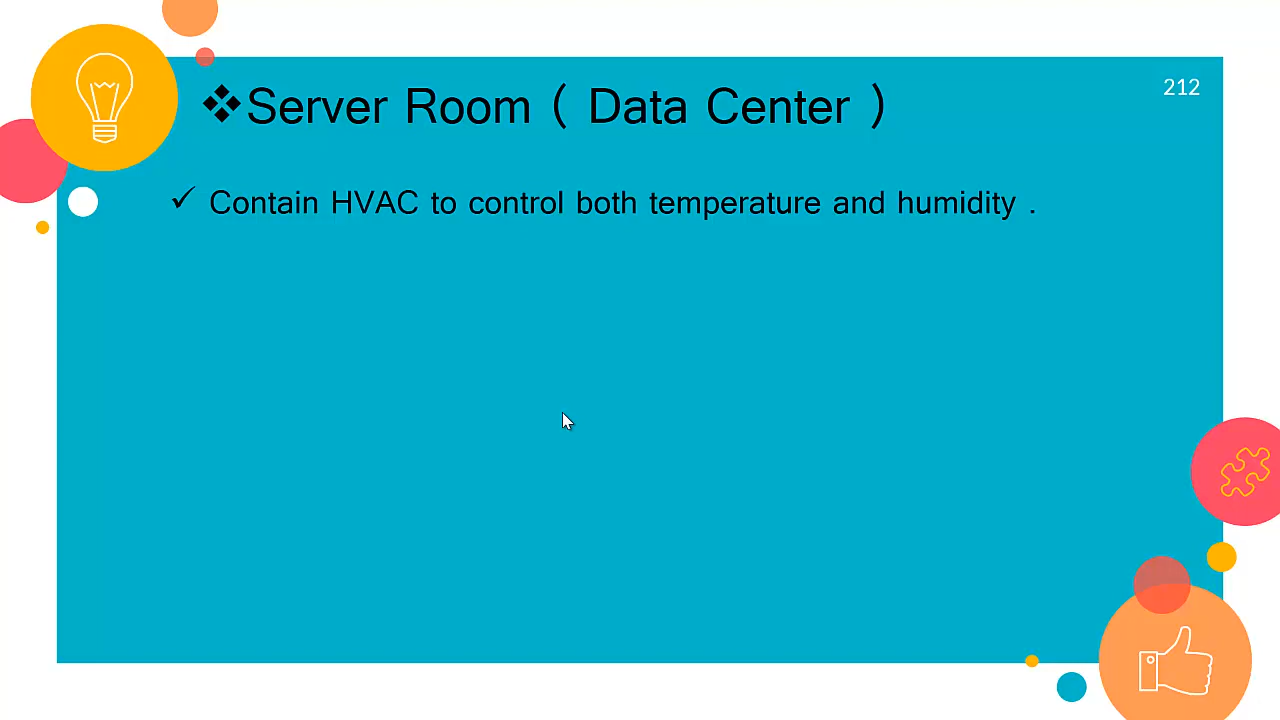 212
❖Server Room ( Data Center )
✓ Contain HVAC to control both temperature and humidity .